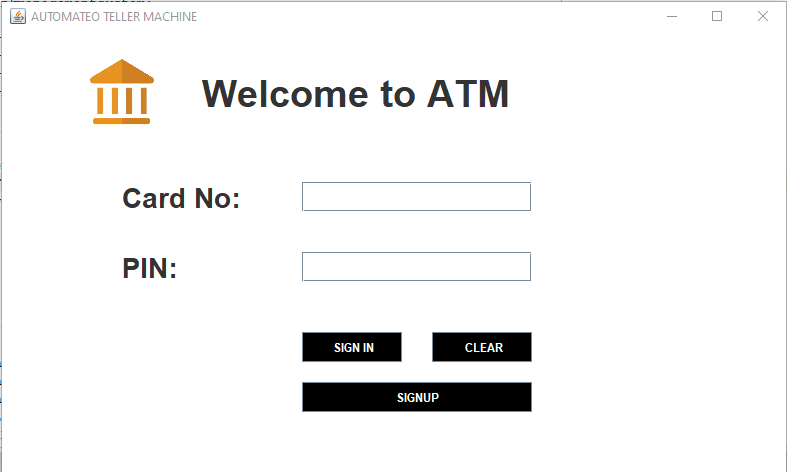 AUTOMATEO TELLER MACHINE
Welcome to ATM
Card No:
PIN:
SIGN IN CLEAR
SIGNUP